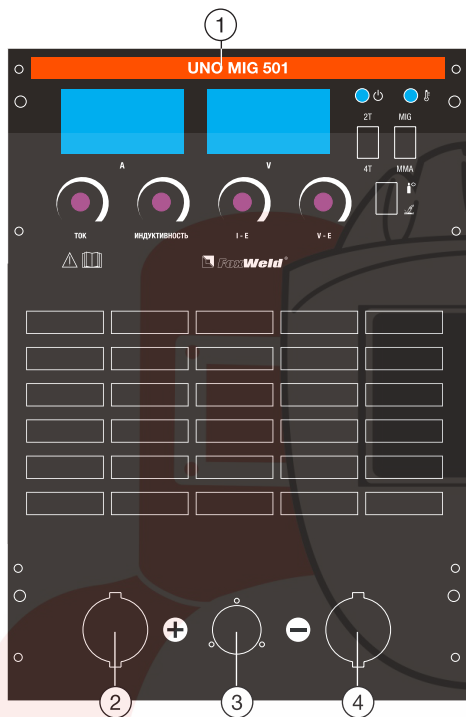 1
UNO MIG 501
2T MIG
A V
4T MMA
ТОК ИНДУКТИВНОСТЬ I - E V - E
FoxWeld®
+ −
2 3 4